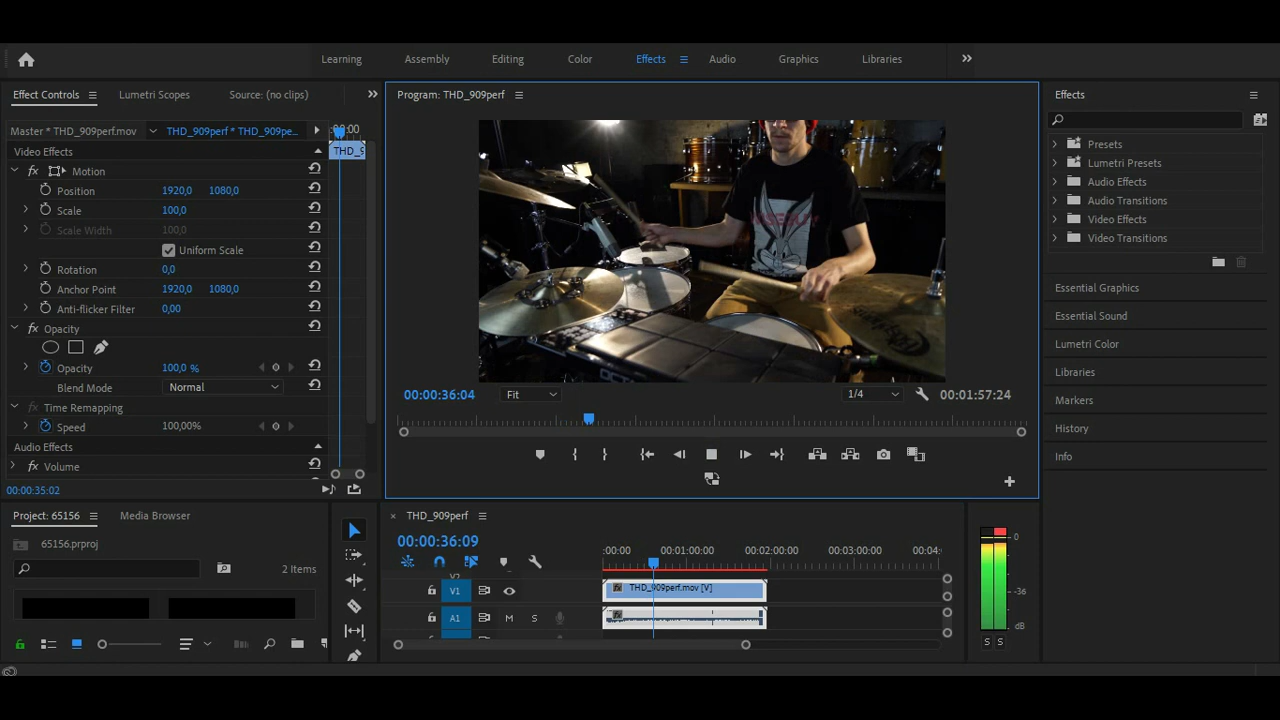 Learning Assembly Editing Color Effects Audio Graphics Libraries
Effect Controls Lumetri Scopes Source: (no clips)
Master * THD_909perf.mov THD_909perf * THD_909pe... :00:00
Video Effects THD_9
Motion
Position 1920,0 1080,0
Scale 100,0
Scale Width 100,0
Uniform Scale
Rotation 0,0
Anchor Point 1920,0 1080,0
Anti-flicker Filter 0,00
fx Opacity
Opacity 100,0 %
Blend Mode Normal
fx Time Remapping
Speed 100,00%
Audio Effects
fx Volume
00:00:35:02
Program: THD_909perf
00:00:36:04 Fit 1/4 00:01:57:24
Effects
Presets
Lumetri Presets
Audio Effects
Audio Transitions
Video Effects
Video Transitions
Essential Graphics
Essential Sound
Lumetri Color
Libraries
Markers
History
Info
Project: 65156 Media Browser
65156.prproj
2 Items
× THD_909perf
00:00:36:09
:00:00 00:01:00:00 00:02:00:00 00:03:00:00 00:04:
V1 THD_909perf.mov [V]
A1 M S
0
-36
dB
S S